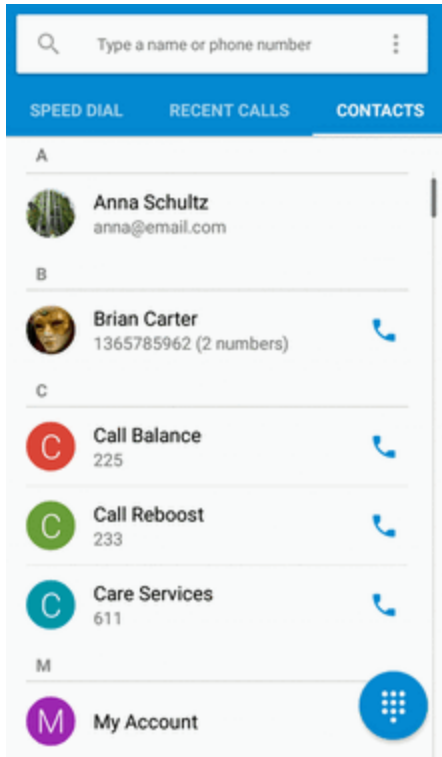 Type a name or phone number
SPEED DIAL RECENT CALLS CONTACTS
A
Anna Schultz
anna@email.com
B
Brian Carter
1365785962 (2 numbers)
C
C
Call Balance
225
C
Call Reboost
233
C
Care Services
611
M
M
My Account